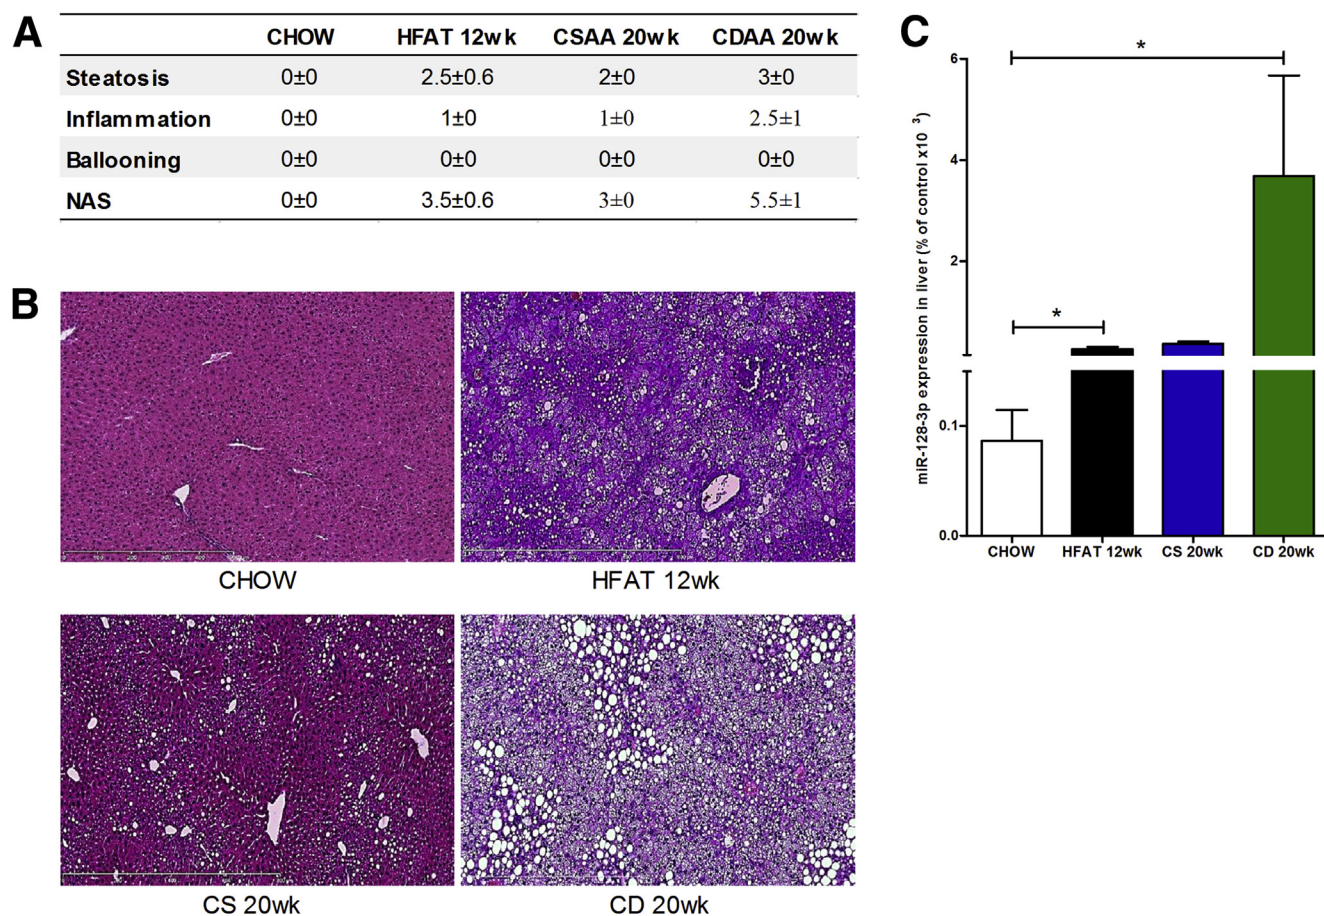 A
CHOW HFAT 12wk CSAA 20wk CDAA 20wk
Steatosis 0±0 2.5±0.6 2±0 3±0
Inflammation 0±0 1±0 1±0 2.5±1
Ballooning 0±0 0±0 0±0 0±0
NAS 0±0 3.5±0.6 3±0 5.5±1
B
CHOW
HFAT 12wk
CS 20wk
CD 20wk
C
miR-128-3p expression in liver (% of control x10 ³)
6
4
2
0.1
0.0
*
*
CHOW HFAT 12wk CS 20wk CD 20wk